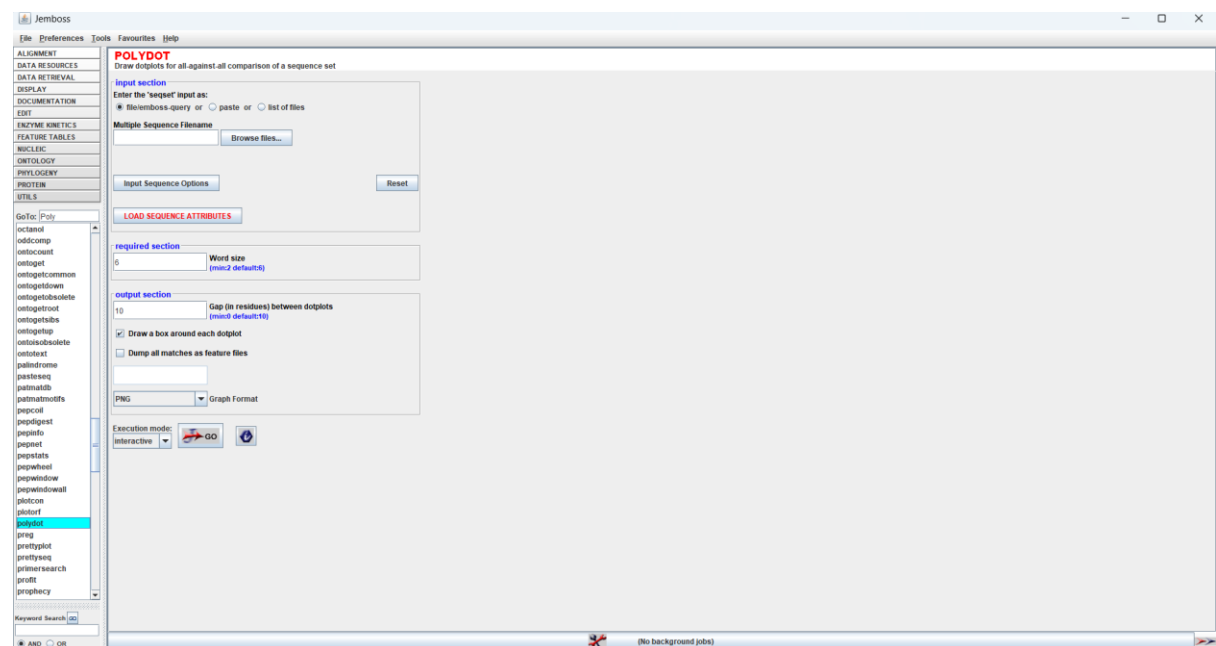 Jemboss
File Preferences Tools Favourites Help
ALIGNMENT
DATA RESOURCES
DATA RETRIEVAL
DISPLAY
DOCUMENTATION
EDIT
ENZYME KINETICS
FEATURE TABLES
NUCLEIC
ONTOLOGY
PHYLOGENY
PROTEIN
UTILS
GoTo: Poly
octanol
oddcomp
ontocount
ontoget
ontogetcommon
ontogetdown
ontogetobsolete
ontogetroot
ontogetsibs
ontogetup
ontoisobsolete
ontotext
palindrome
pasteseq
patmatdb
patmatmotifs
pepcoil
pepdigest
pepinfo
pepnet
pepstats
pepwheel
pepwindow
pepwindowall
plotcon
plotorf
polydot
preg
prettyplot
prettyseq
primersearch
profit
prophecy
Keyword Search GO
AND OR
POLYDOT
Draw dotplots for all-against-all comparison of a sequence set
input section
Enter the 'seqset' input as:
file/emboss-query or paste or list of files
Multiple Sequence Filename
Browse files...
Input Sequence Options Reset
LOAD SEQUENCE ATTRIBUTES
required section
6 Word size
(min:2 default:6)
output section
10 Gap (in residues) between dotplots
(min:0 default:10)
Draw a box around each dotplot
Dump all matches as feature files
PNG Graph Format
Execution mode:
interactive GO
(No background jobs)